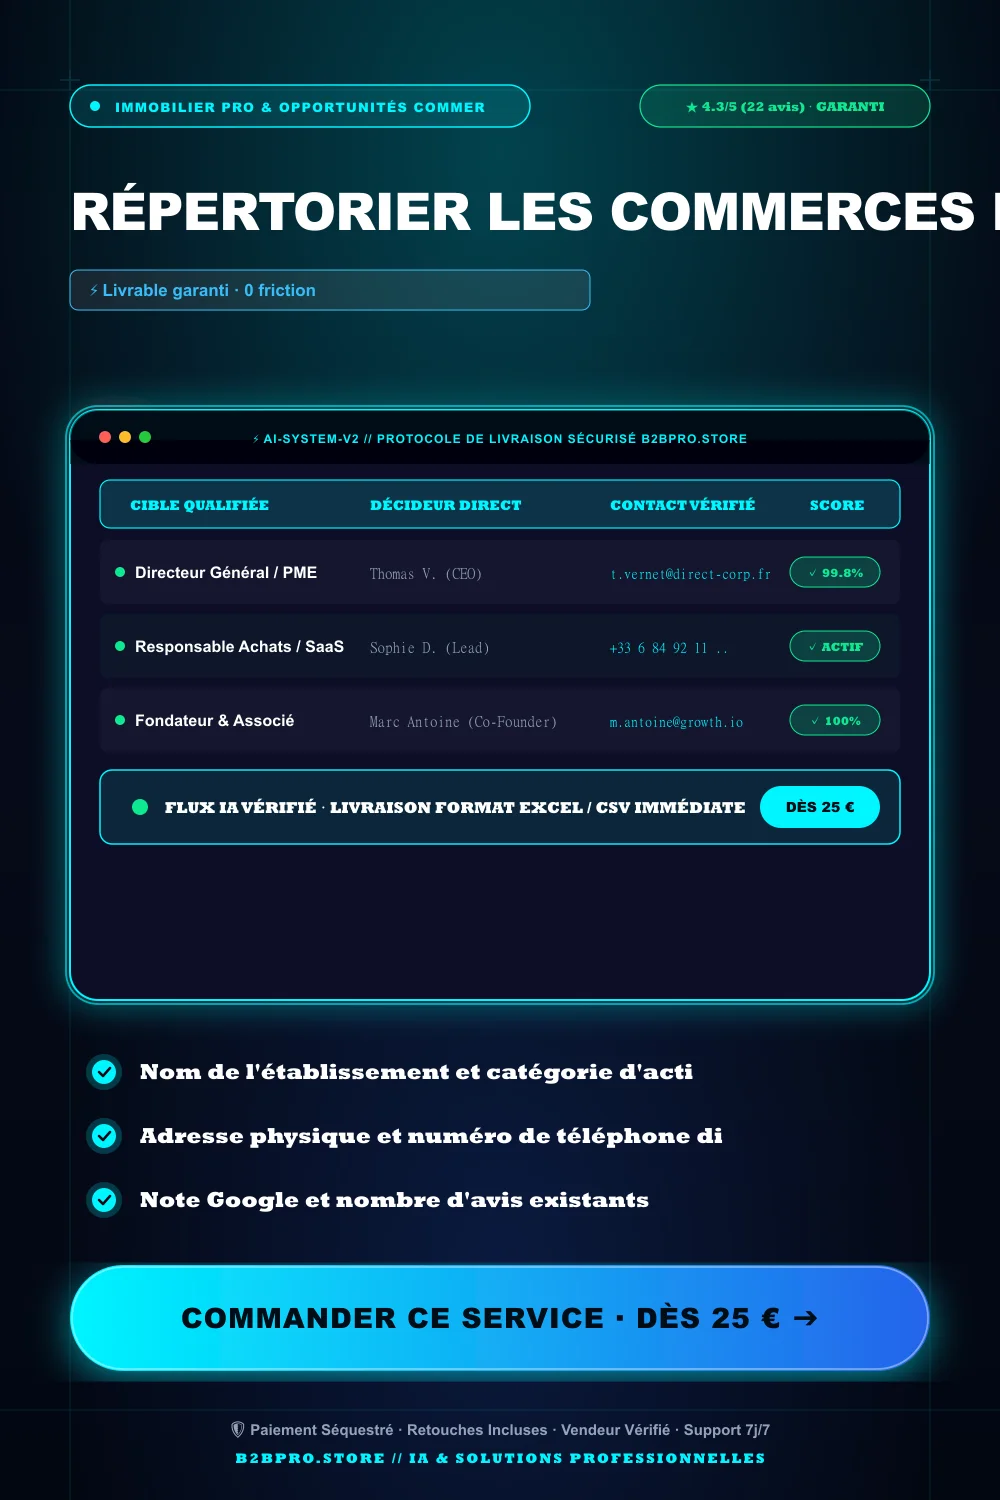 IMMOBILIER PRO & OPPORTUNITÉS COMMER
★ 4.3/5 (22 avis) · GARANTI
RÉPERTORIER LES COMMERCES
⚡ Livrable garanti · 0 friction
⚡ AI-SYSTEM-V2 // PROTOCOLE DE LIVRAISON SÉCURISÉ B2BPRO.STORE
CIBLE QUALIFIÉE DÉCIDEUR DIRECT CONTACT VÉRIFIÉ SCORE
Directeur Général / PME Thomas V. (CEO) t.vernet@direct-corp.fr ✓ 99.8%
Responsable Achats / SaaS Sophie D. (Lead) +33 6 84 92 11 .. ✓ ACTIF
Fondateur & Associé Marc Antoine (Co-Founder) m.antoine@growth.io ✓ 100%
FLUX IA VÉRIFIÉ · LIVRAISON FORMAT EXCEL / CSV IMMÉDIATE DÈS 25 €
Nom de l'établissement et catégorie d'acti
Adresse physique et numéro de téléphone di
Note Google et nombre d'avis existants
COMMANDER CE SERVICE · DÈS 25 € →
🛡 Paiement Séquestré · Retouches Incluses · Vendeur Vérifié · Support 7j/7
B2BPRO.STORE // IA & SOLUTIONS PROFESSIONNELLES